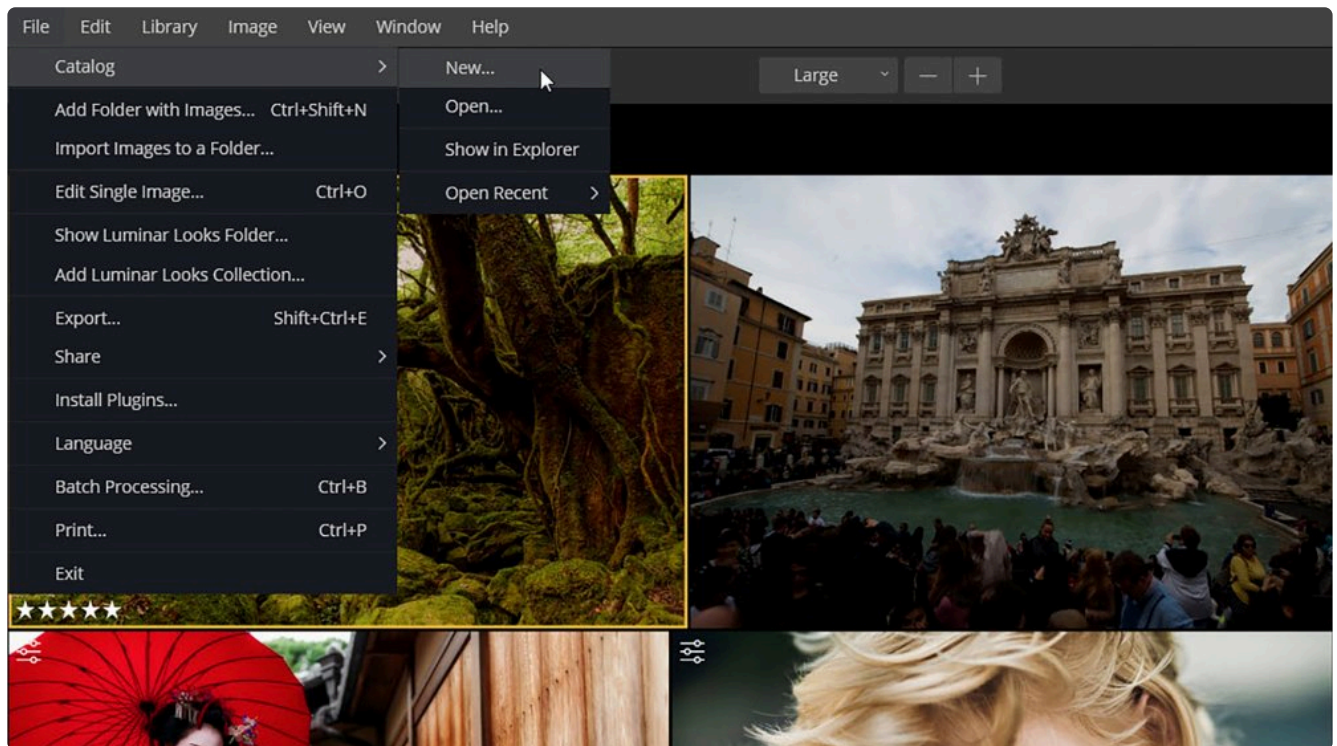 File Edit Library Image View Window Help
Catalog
Add Folder with Images... Ctrl+Shift+N
Import Images to a Folder...
Edit Single Image... Ctrl+O
Show Luminar Looks Folder...
Add Luminar Looks Collection...
Export... Shift+Ctrl+E
Share
Install Plugins...
Language
Batch Processing... Ctrl+B
Print... Ctrl+P
Exit
New...
Open...
Show in Explorer
Open Recent
Large